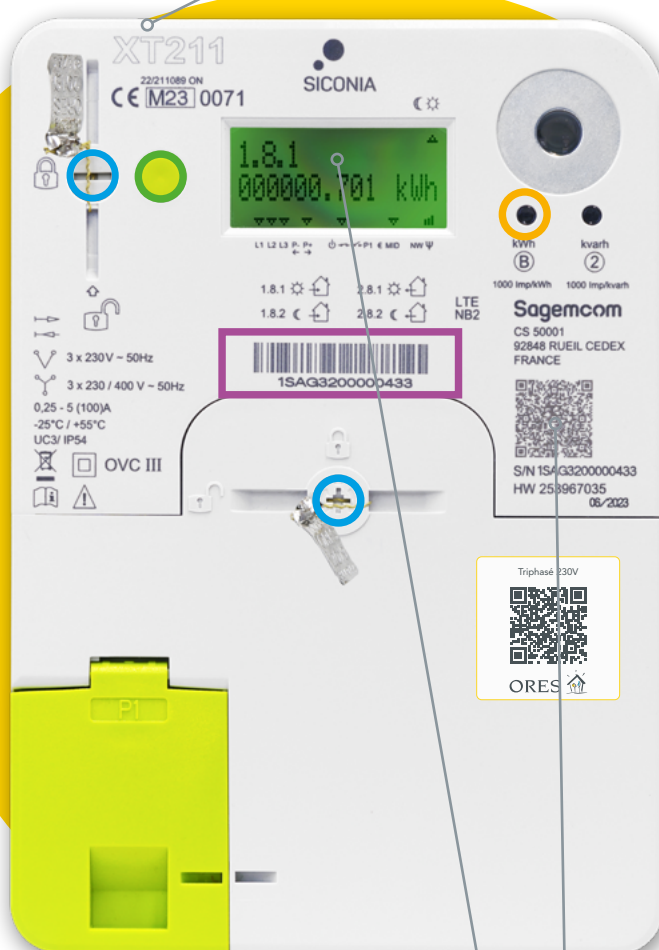 XT211
22/211089 ON
CE M23 0071
SICONIA
1.8.1
000000.701 kWh
L1 L2 L3 P- P+ P1 € MID NW
kWh
B
1000 Imp/kWh
kvarh
2
1000 Imp/kvarh
1.8.1 2.8.1
1.8.2 2.8.2
LTE
NB2
Sagemcom
CS 50001
92848 RUEIL CEDEX
FRANCE
3 x 230V ~ 50Hz
3 x 230 / 400 V ~ 50Hz
0,25 - 5 (100)A
-25°C / +55°C
UC3/ IP54
OVC III
1SAG3200000433
S/N 1SAG3200000433
HW 253967035
06/2023
Triphasé 230V
ORES
P1